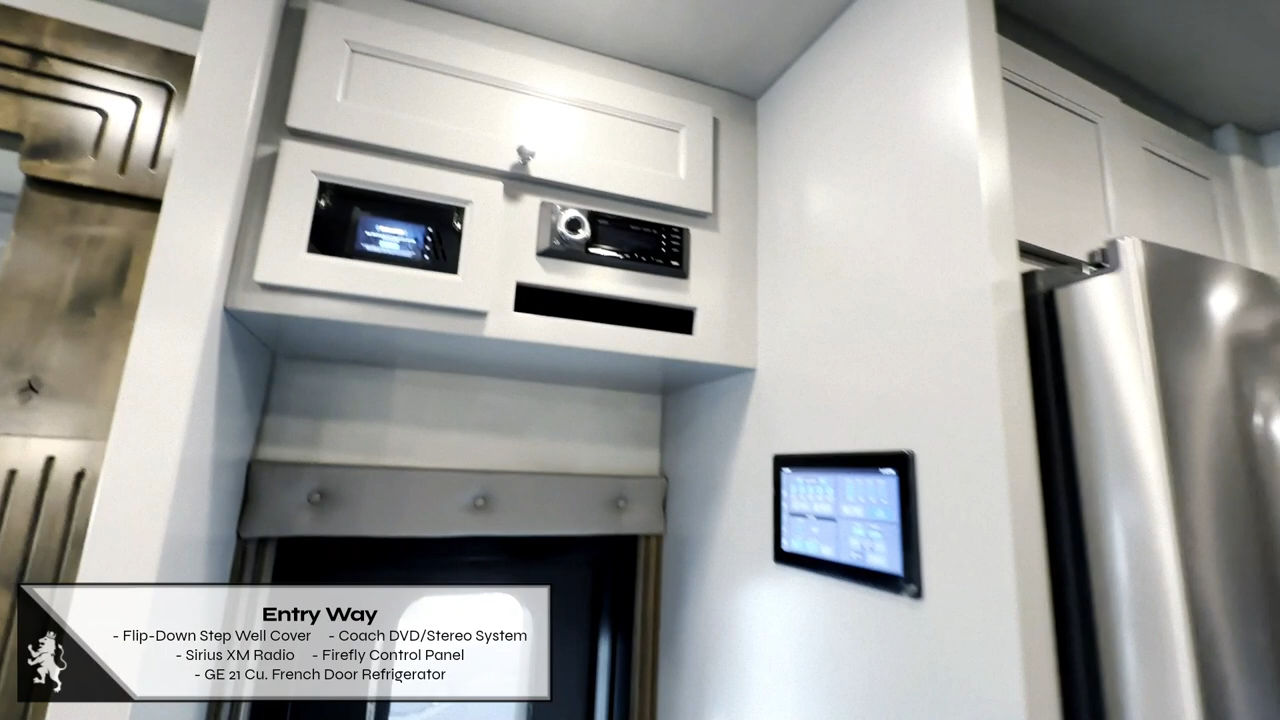 Entry Way
- Flip-Down Step Well Cover - Coach DVD/Stereo System
- Sirius XM Radio - Firefly Control Panel
- GE 21 Cu. French Door Refrigerator